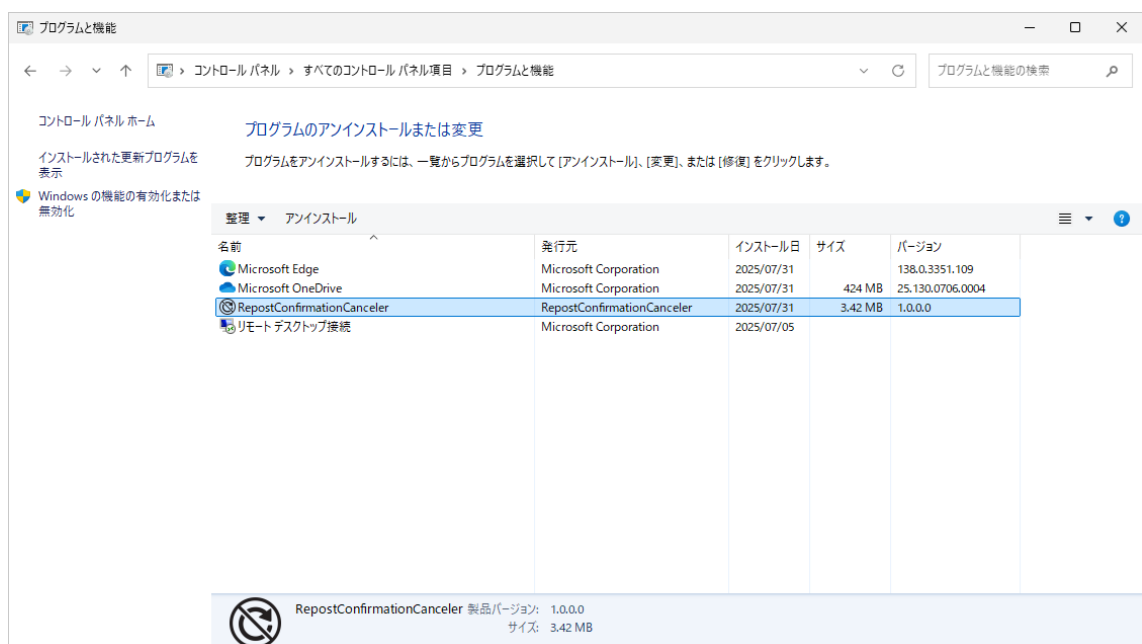 プログラムと機能
コントロール パネル › すべてのコントロール パネル項目 › プログラムと機能
プログラムと機能の検索
コントロール パネル ホーム
インストールされた更新プログラムを
表示
Windows の機能の有効化または
無効化
プログラムのアンインストールまたは変更
プログラムをアンインストールするには、一覧からプログラムを選択して [アンインストール]、[変更]、または [修復] をクリックします。
整理 アンインストール
名前 発行元 インストール日 サイズ バージョン
Microsoft Edge Microsoft Corporation 2025/07/31 138.0.3351.109
Microsoft OneDrive Microsoft Corporation 2025/07/31 424 MB 25.130.0706.0004
RepostConfirmationCanceler RepostConfirmationCanceler 2025/07/31 3.42 MB 1.0.0.0
リモート デスクトップ接続 Microsoft Corporation 2025/07/05
RepostConfirmationCanceler 製品バージョン: 1.0.0.0
サイズ: 3.42 MB